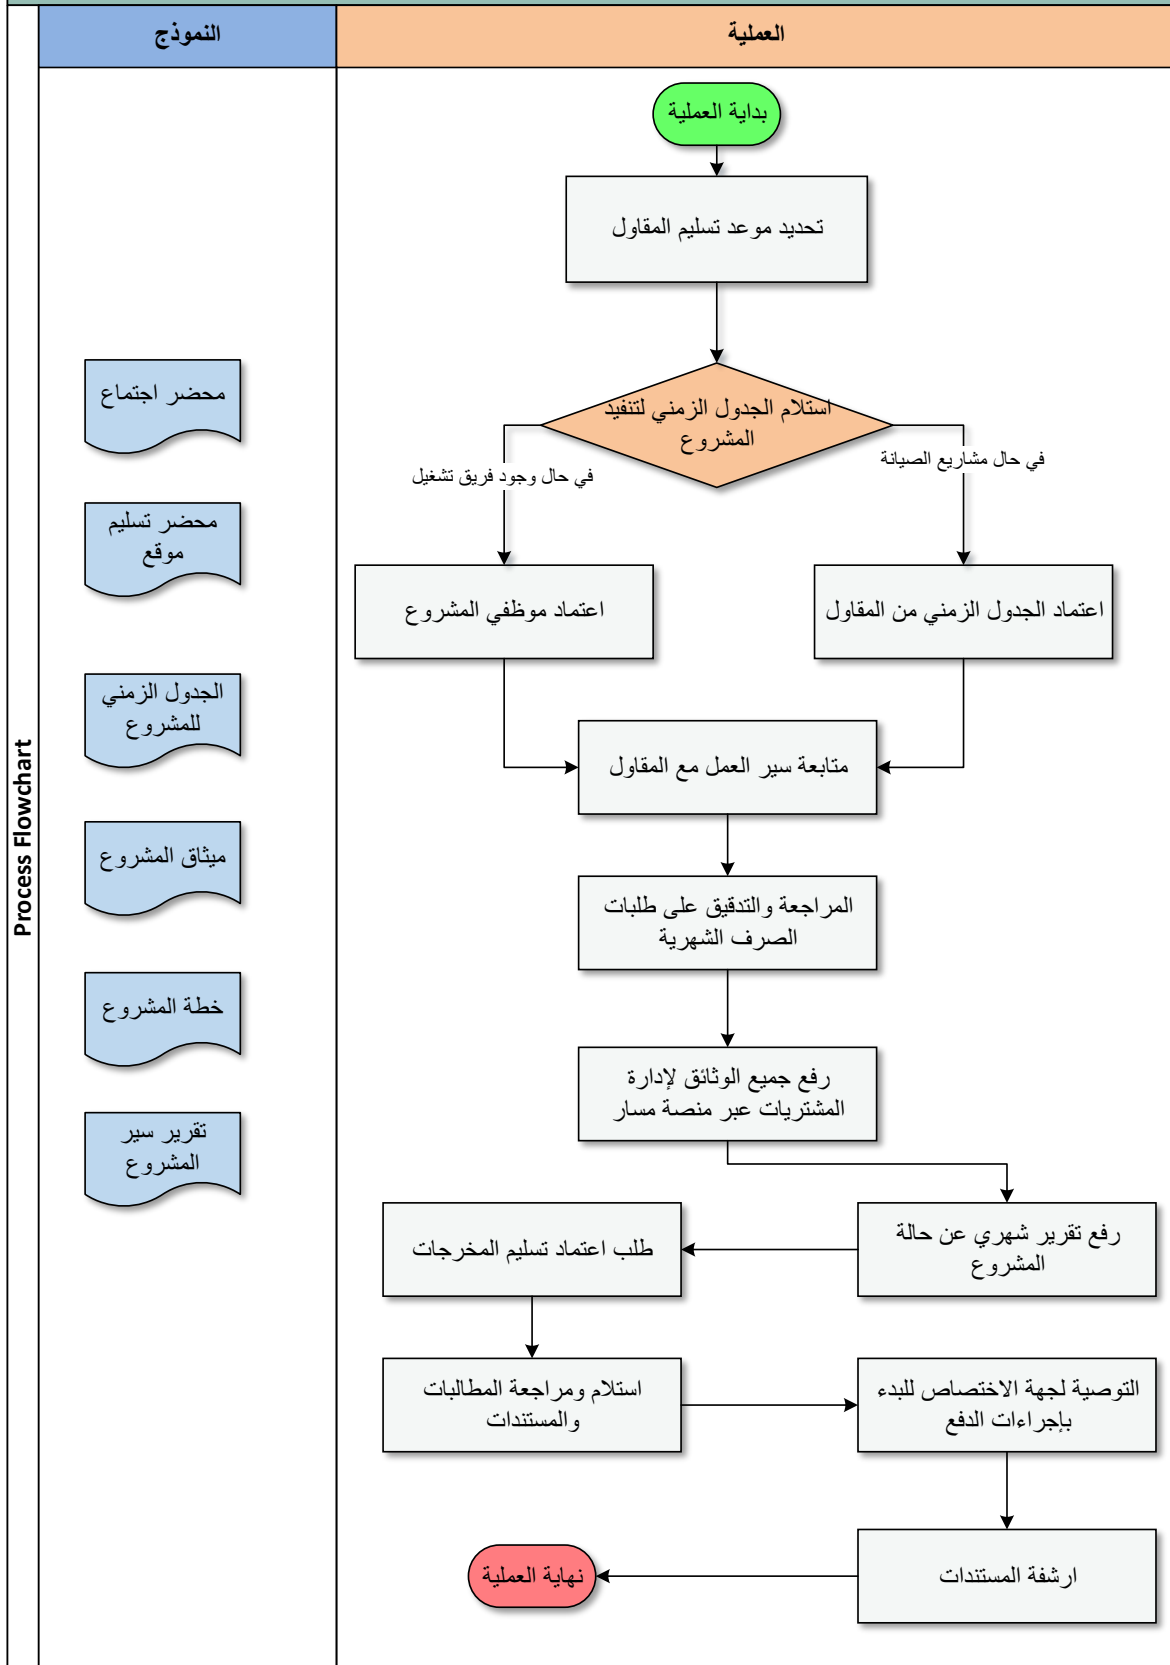 النموذج
العملية
Process Flowchart
بداية العملية
تحديد موعد تسليم المقاول
استلام الجدول الزمني لتنفيد
المشروع
في حال مشاريع الصيانة
في حال وجود فريق تشغيل
اعتماد الجدول الزمني من المقاول
اعتماد موظفي المشروع
متابعة سير العمل مع المقاول
المراجعة والتدقيق على طلبات
الصرف الشهرية
رفع جميع الوثائق لإدارة
المشتريات عبر منصة مسار
رفع تقرير شهري عن حالة
المشروع
طلب اعتماد تسليم المخرجات
استلام ومراجعة المطالبات
والمستندات
التوصية لجهة الاختصاص للبدء
بإجراءات الدفع
ارشفة المستندات
نهاية العملية
محضر اجتماع
محضر تسليم
موقع
الجدول الزمني
للمشروع
ميثاق المشروع
خطة المشروع
تقرير سير
المشروع